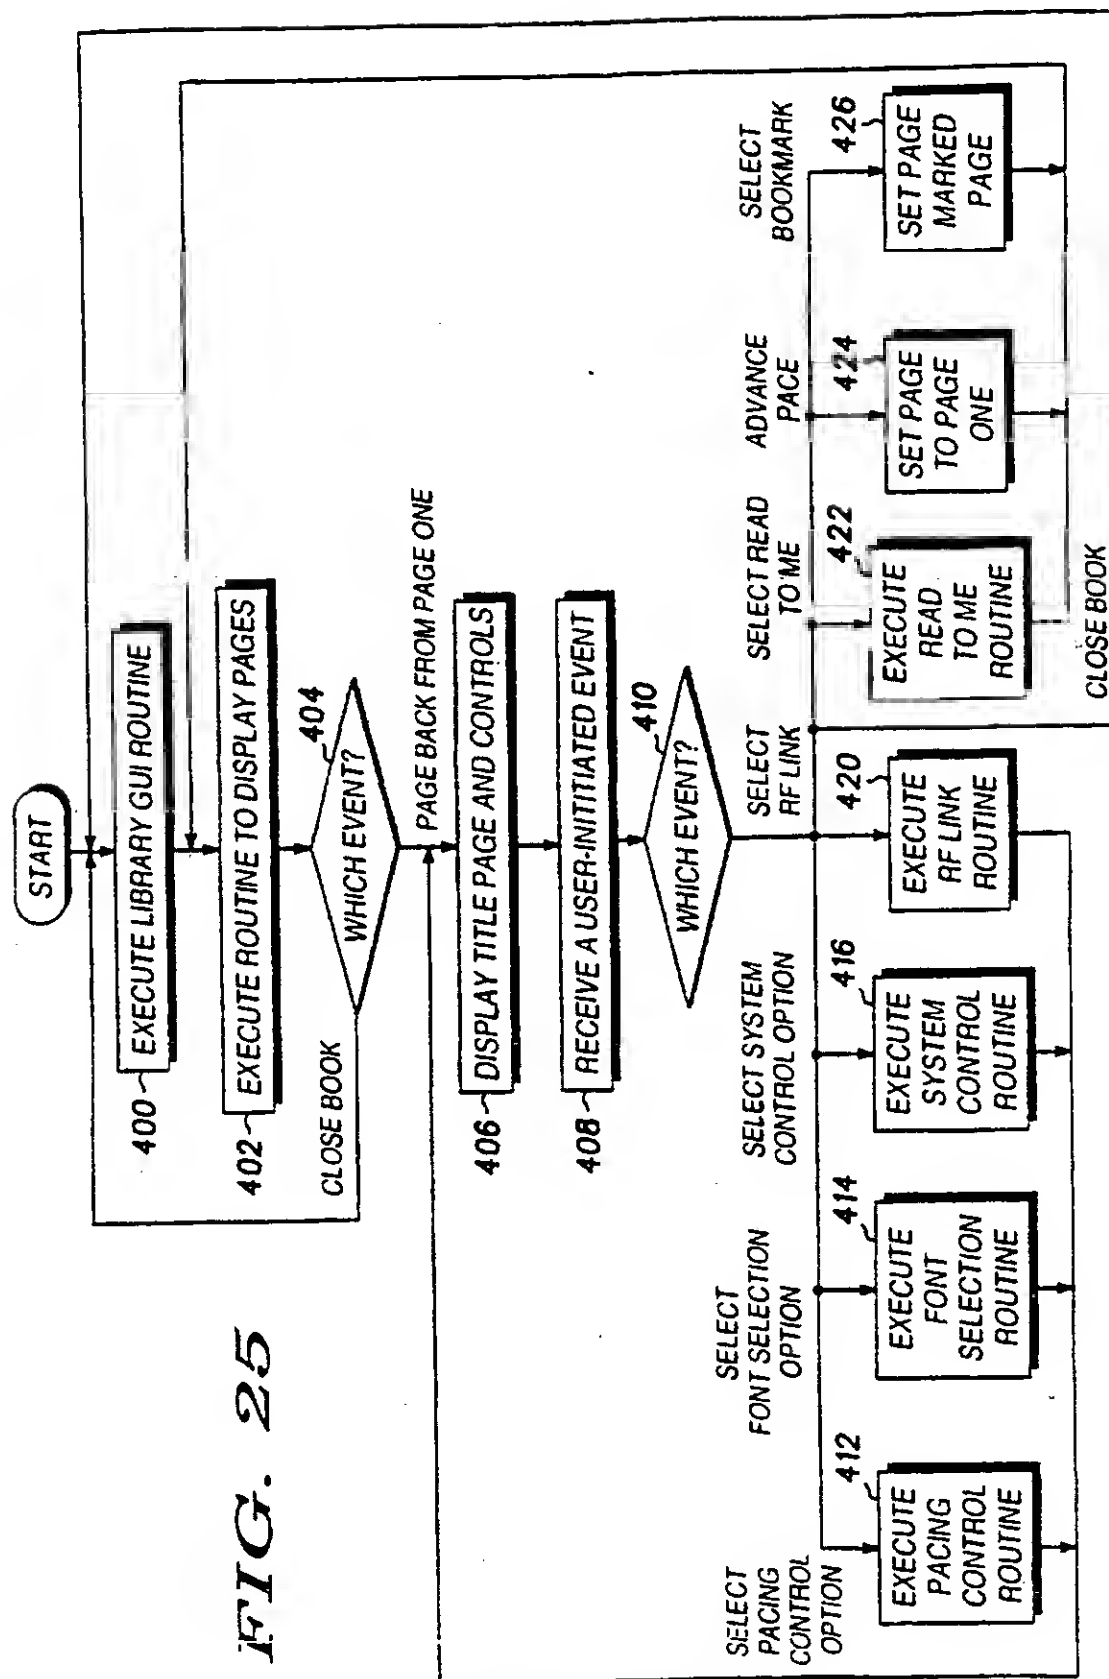 FIG. 25
START
400
EXECUTE LIBRARY GUI ROUTINE
402
EXECUTE ROUTINE TO DISPLAY PAGES
404
WHICH EVENT?
CLOSE BOOK
PAGE BACK FROM PAGE ONE
406
DISPLAY TITLE PAGE AND CONTROLS
408
RECEIVE A USER-INITITIATED EVENT
410
WHICH EVENT?
SELECT
PACING
CONTROL
OPTION
412
EXECUTE
PACING
CONTROL
ROUTINE
SELECT
FONT SELECTION
OPTION
414
EXECUTE
FONT
SELECTION
ROUTINE
SELECT SYSTEM
CONTROL OPTION
416
EXECUTE
SYSTEM
CONTROL
ROUTINE
SELECT
RF LINK
420
EXECUTE
RF LINK
ROUTINE
SELECT READ
TO ME
422
EXECUTE
READ
TO ME
ROUTINE
ADVANCE
PACE
424
SET PAGE
TO PAGE
ONE
SELECT
BOOKMARK
426
SET PAGE
MARKED
PAGE
CLOSE BOOK